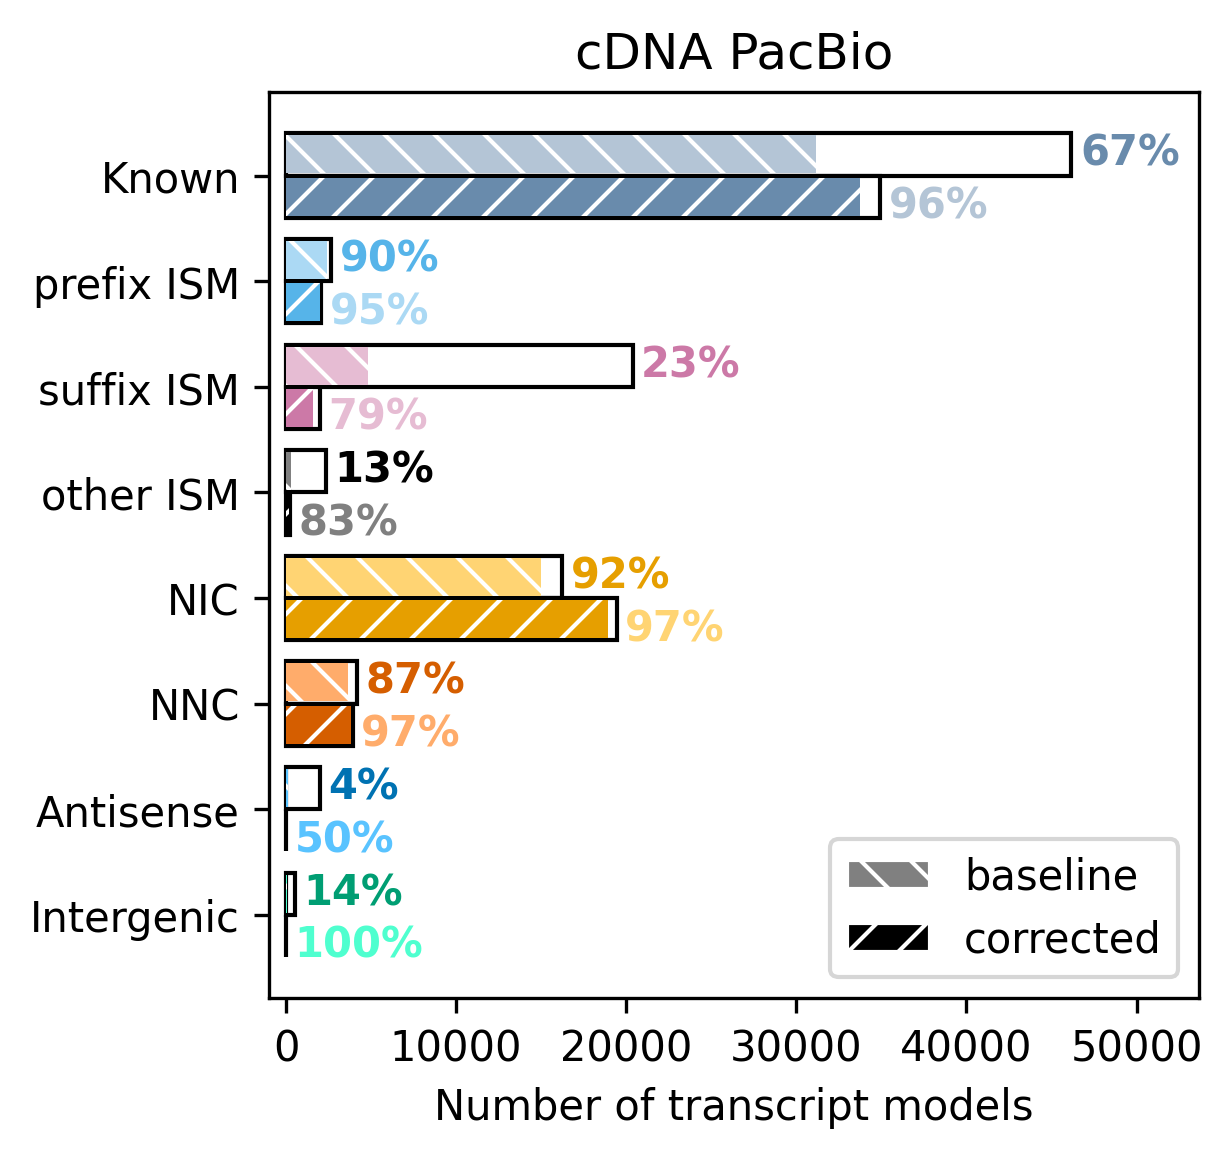 cDNA PacBio
Known
67%
96%
prefix ISM
90%
95%
suffix ISM
23%
79%
other ISM
13%
83%
NIC
92%
97%
NNC
87%
97%
Antisense
4%
50%
Intergenic
14%
100%
baseline
corrected
0 10000 20000 30000 40000 50000
Number of transcript models